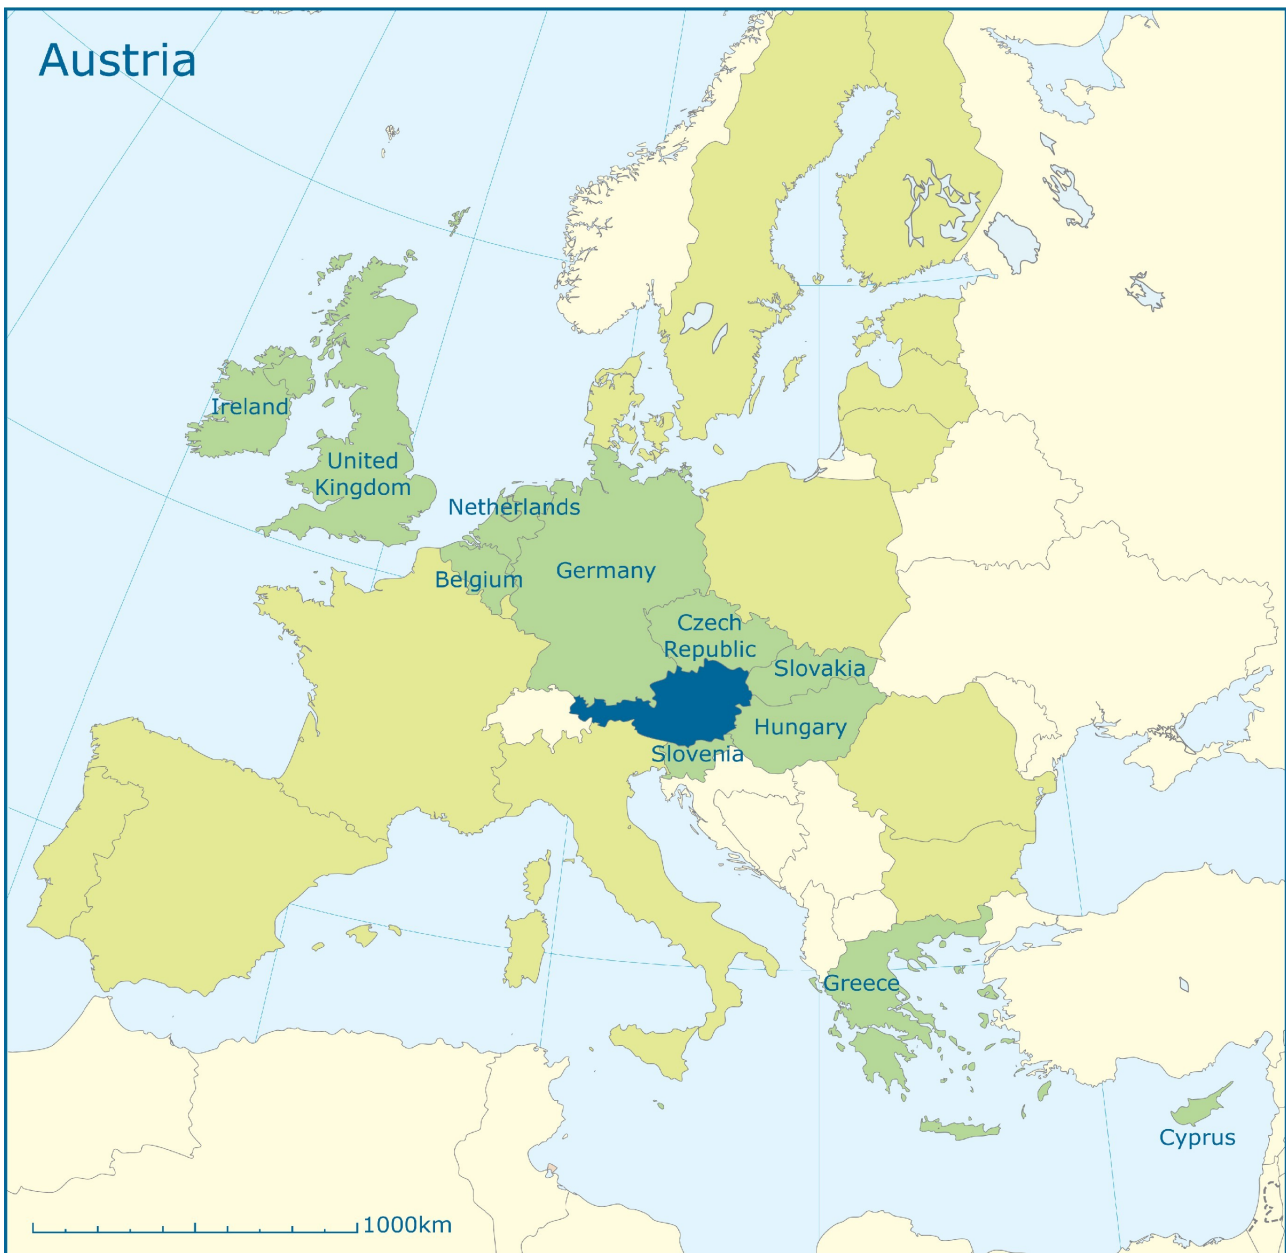 Austria
Ireland
United
Kingdom
Netherlands
Belgium
Germany
Czech
Republic
Slovakia
Hungary
Slovenia
Greece
Cyprus
1000km